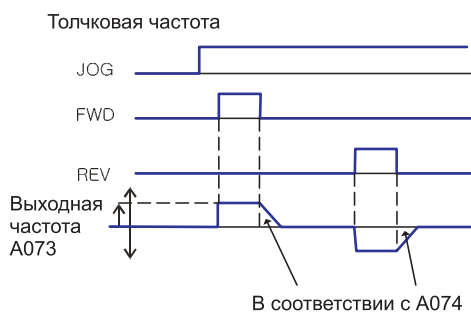 Толчковая частота
JOG
FWD
REV
Выходная
частота
A073
В соответствии с A074